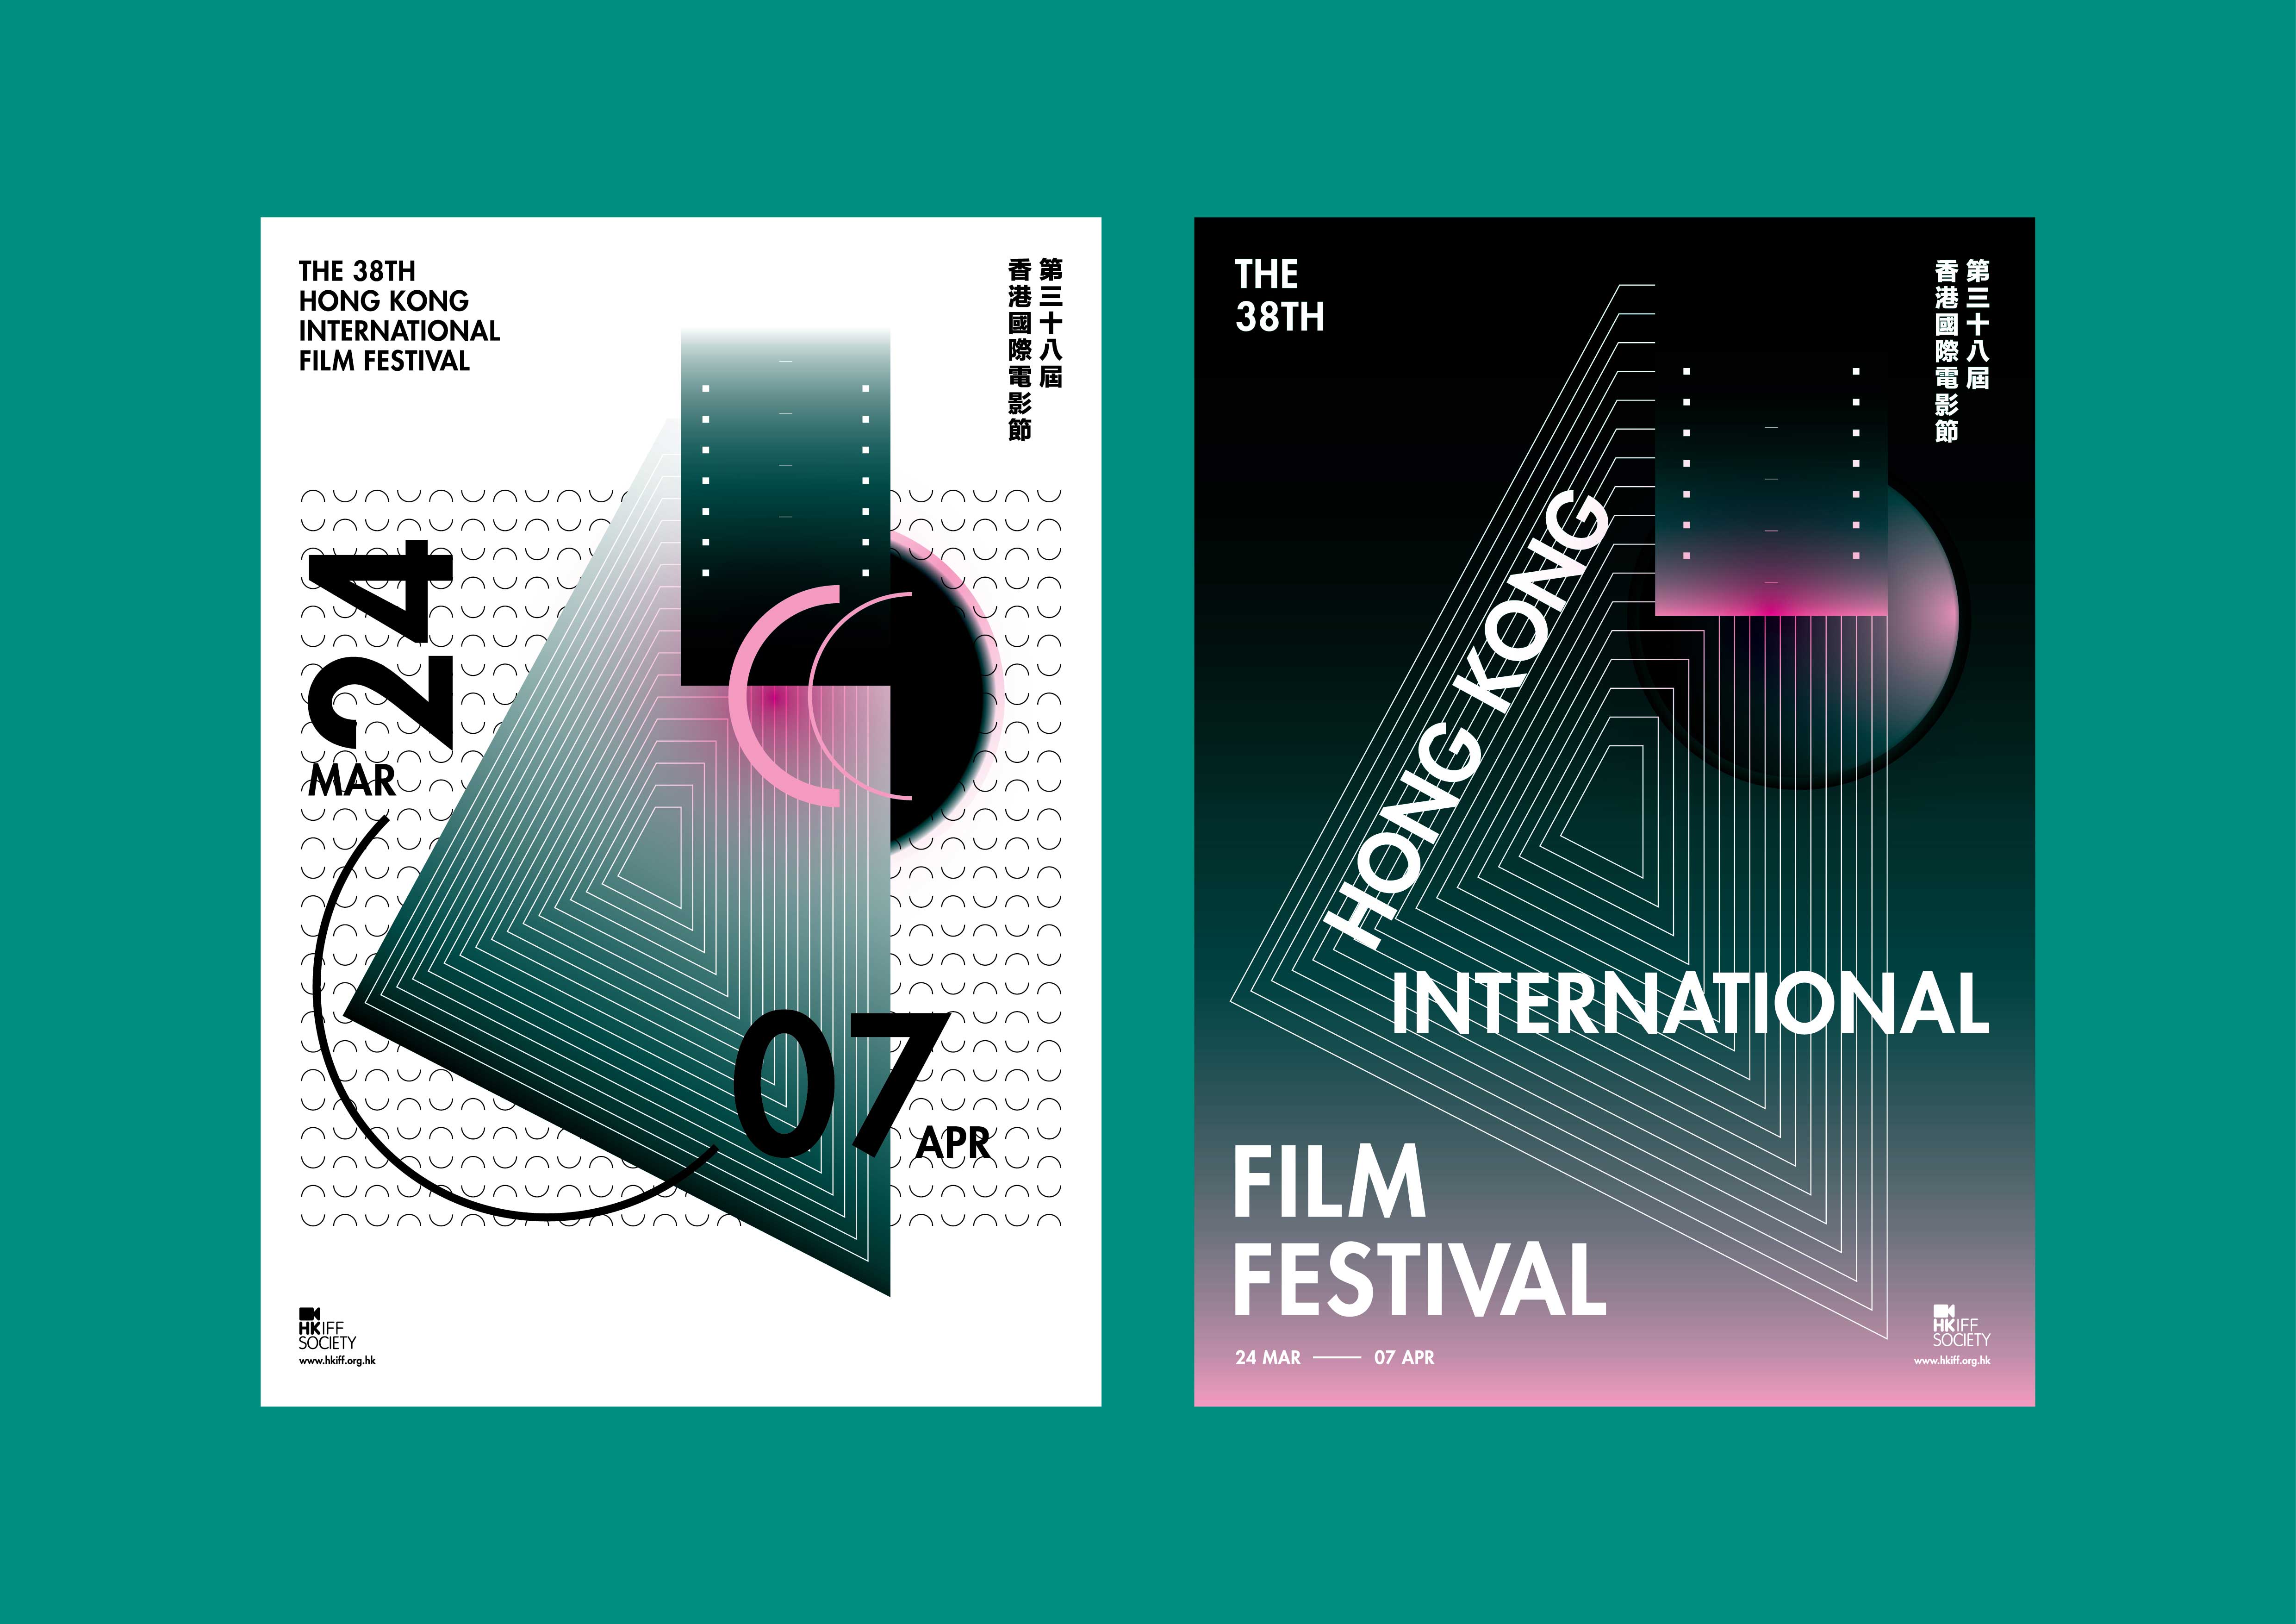 THE 38TH
HONG KONG
INTERNATIONAL
FILM FESTIVAL
第三十八屆
香港國際電影節
24
MAR
07
APR
HKIFF
SOCIETY
www.hkiff.org.hk
THE
38TH
第三十八屆
香港國際電影節
HONG KONG
INTERNATIONAL
FILM
FESTIVAL
24 MAR —— 07 APR
HKIFF
SOCIETY
www.hkiff.org.hk